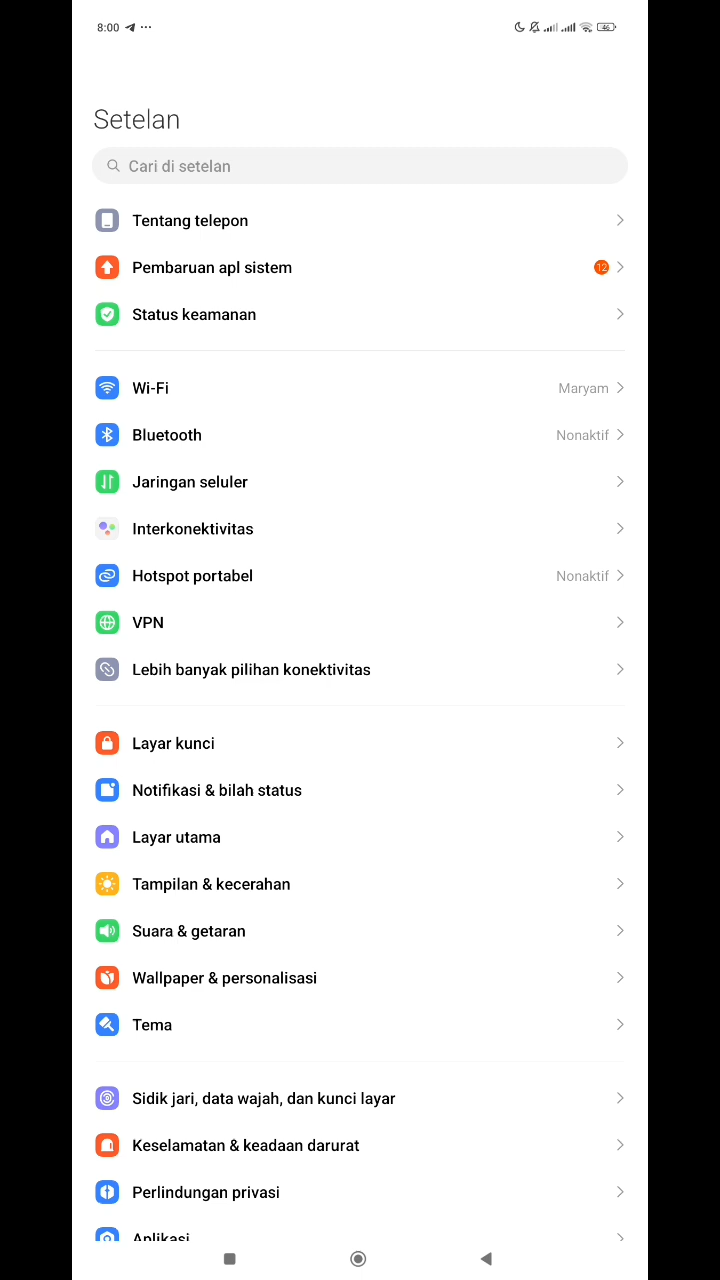 8:00
46
Setelan
Cari di setelan
Tentang telepon
Pembaruan apl sistem 12
Status keamanan
Wi-Fi Maryam
Bluetooth Nonaktif
Jaringan seluler
Interkonektivitas
Hotspot portabel Nonaktif
VPN
Lebih banyak pilihan konektivitas
Layar kunci
Notifikasi & bilah status
Layar utama
Tampilan & kecerahan
Suara & getaran
Wallpaper & personalisasi
Tema
Sidik jari, data wajah, dan kunci layar
Keselamatan & keadaan darurat
Perlindungan privasi
Aplikasi